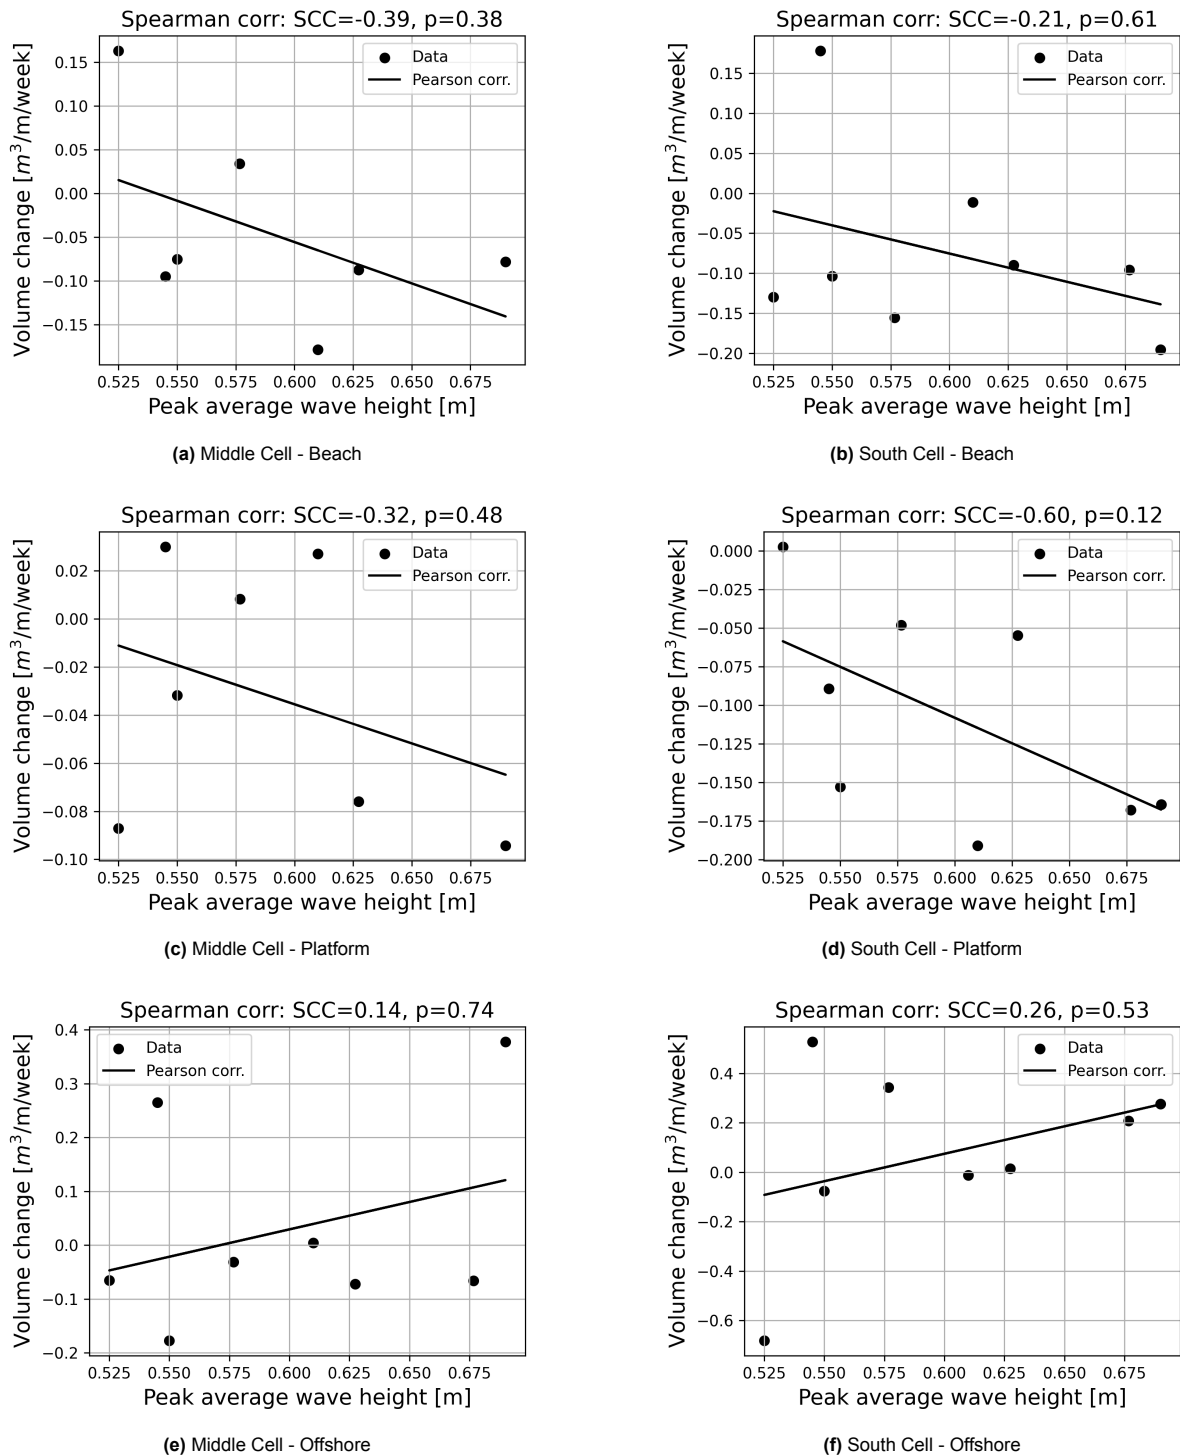 Spearman corr: SCC=-0.39, p=0.38
Data
Pearson corr.
0.15
0.10
0.05
0.00
−0.05
−0.10
−0.15
Volume change [m³/m/week]
0.525 0.550 0.575 0.600 0.625 0.650 0.675
Peak average wave height [m]
(a) Middle Cell - Beach
Spearman corr: SCC=-0.21, p=0.61
Data
Pearson corr.
0.15
0.10
0.05
0.00
−0.05
−0.10
−0.15
−0.20
Volume change [m³/m/week]
0.525 0.550 0.575 0.600 0.625 0.650 0.675
Peak average wave height [m]
(b) South Cell - Beach
Spearman corr: SCC=-0.32, p=0.48
Data
Pearson corr.
0.02
0.00
−0.02
−0.04
−0.06
−0.08
−0.10
Volume change [m³/m/week]
0.525 0.550 0.575 0.600 0.625 0.650 0.675
Peak average wave height [m]
(c) Middle Cell - Platform
Spearman corr: SCC=-0.60, p=0.12
Data
Pearson corr.
0.000
−0.025
−0.050
−0.075
−0.100
−0.125
−0.150
−0.175
−0.200
Volume change [m³/m/week]
0.525 0.550 0.575 0.600 0.625 0.650 0.675
Peak average wave height [m]
(d) South Cell - Platform
Spearman corr: SCC=0.14, p=0.74
Data
Pearson corr.
0.4
0.3
0.2
0.1
0.0
−0.1
−0.2
Volume change [m³/m/week]
0.525 0.550 0.575 0.600 0.625 0.650 0.675
Peak average wave height [m]
(e) Middle Cell - Offshore
Spearman corr: SCC=0.26, p=0.53
Data
Pearson corr.
0.4
0.2
0.0
−0.2
−0.4
−0.6
Volume change [m³/m/week]
0.525 0.550 0.575 0.600 0.625 0.650 0.675
Peak average wave height [m]
(f) South Cell - Offshore